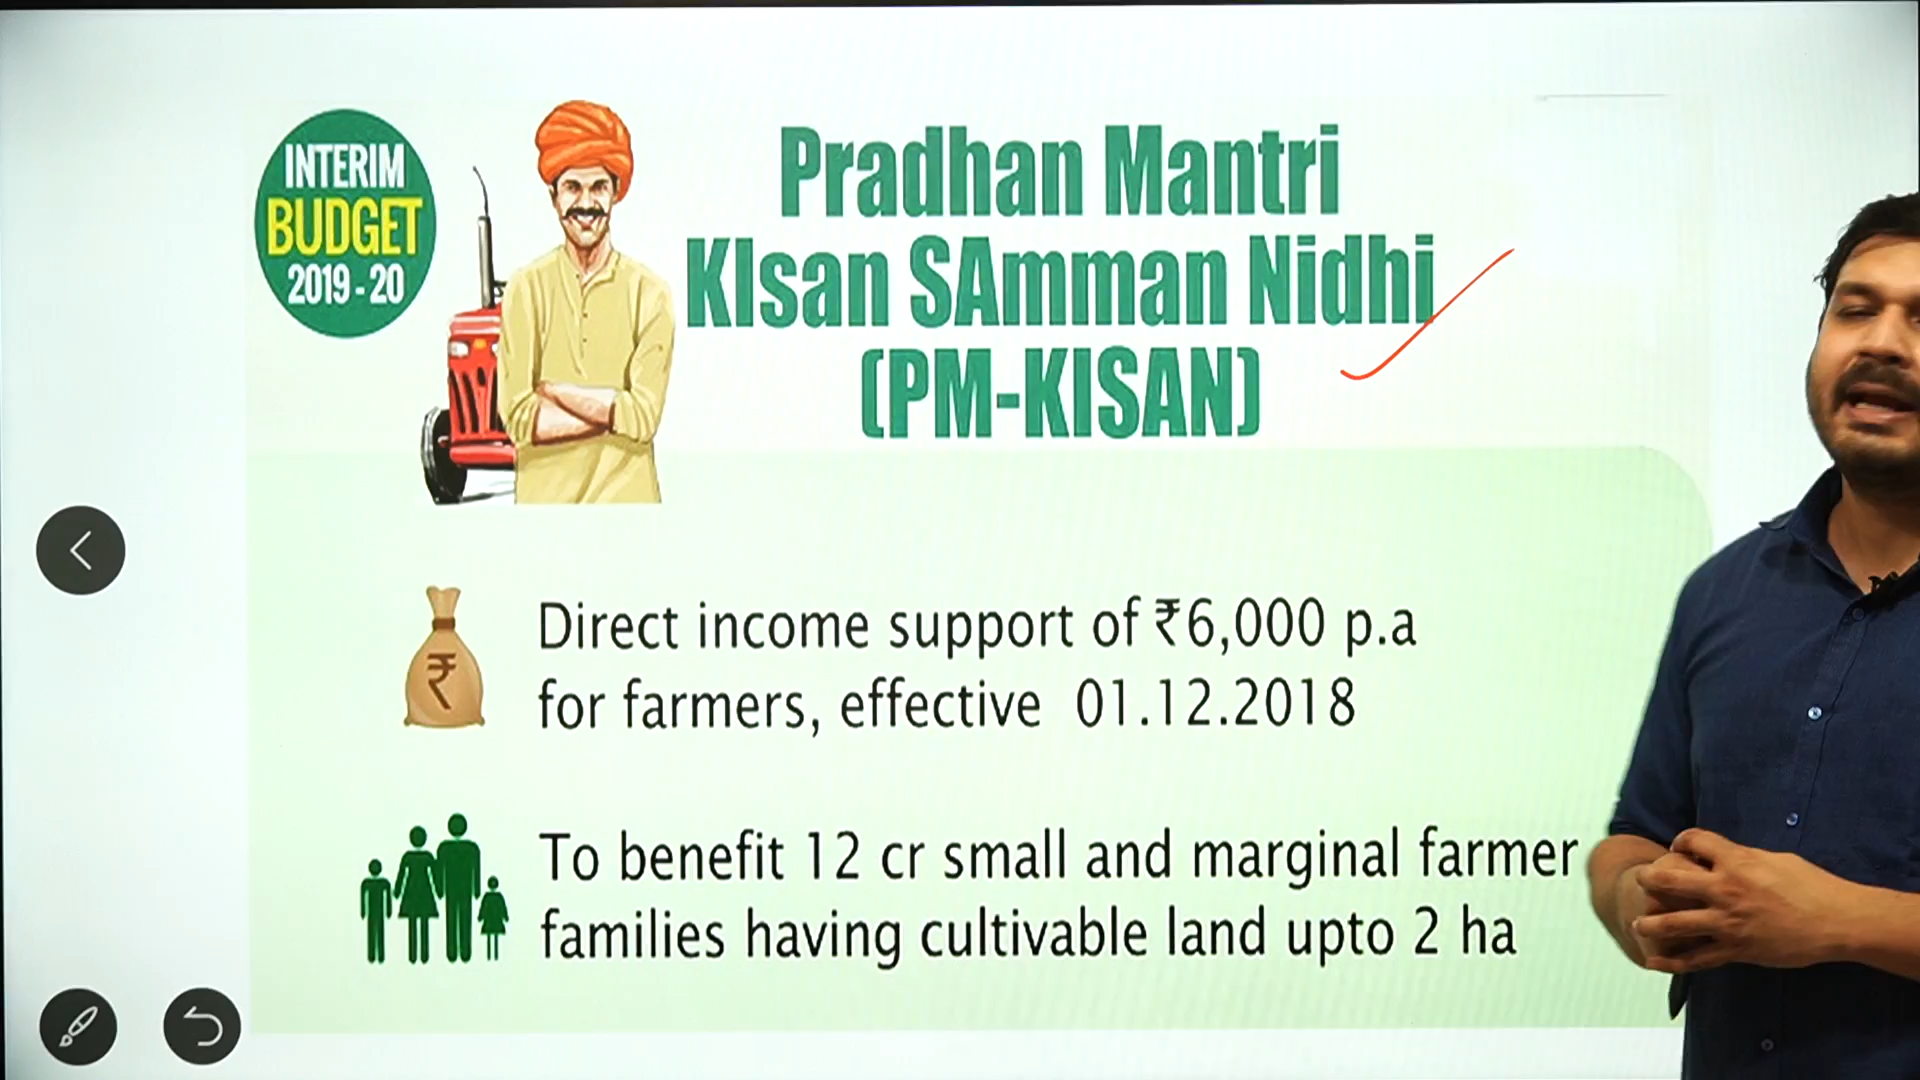 INTERIM
BUDGET
2019-20
Pradhan Mantri
KIsan SAmman Nidhi
(PM-KISAN)
₹
Direct income support of ₹6,000 p.a
for farmers, effective 01.12.2018
To benefit 12 cr small and marginal farmer
families having cultivable land upto 2 ha